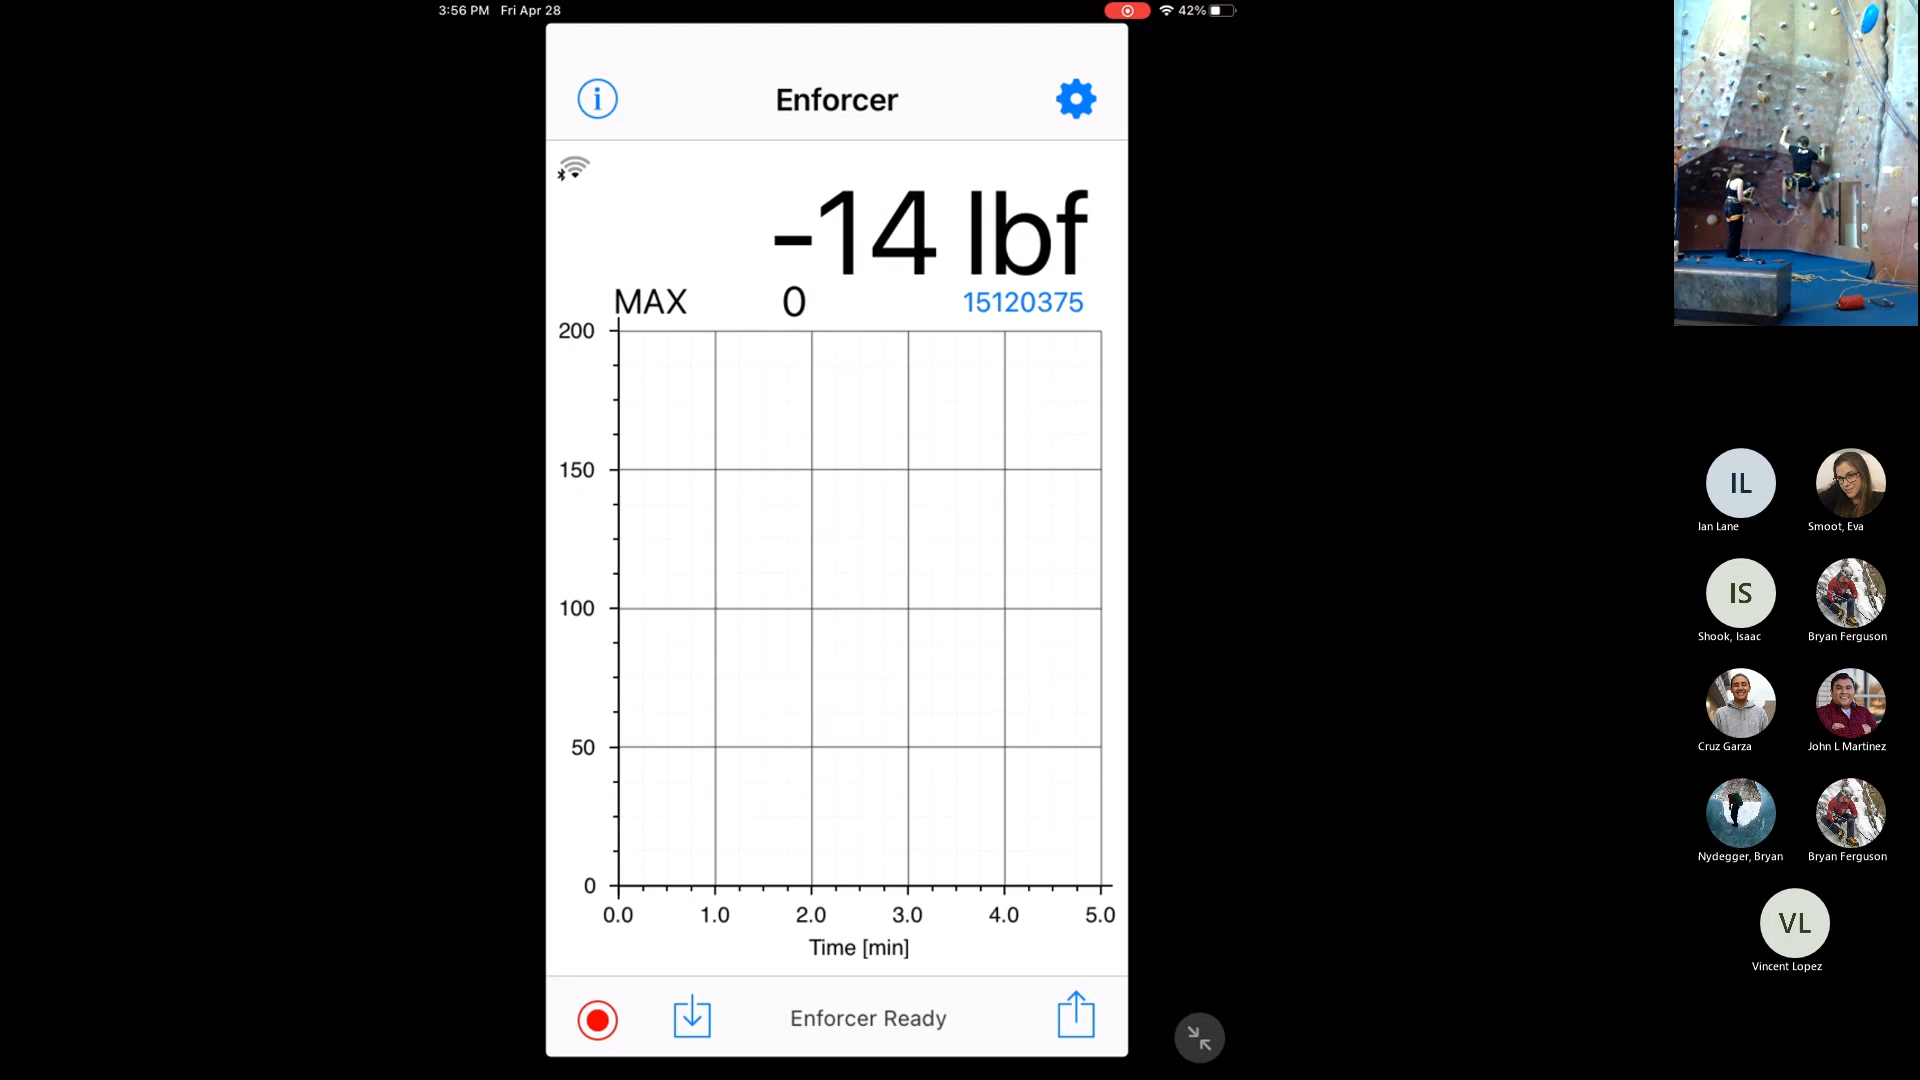 3:56 PM Fri Apr 28
42%
Enforcer
-14 lbf
MAX 0 15120375
200
150
100
50
0
0.0 1.0 2.0 3.0 4.0 5.0
Time [min]
Enforcer Ready
IL
Ian Lane
Smoot, Eva
IS
Shook, Isaac
Bryan Ferguson
Cruz Garza
John L Martinez
Nydegger, Bryan
Bryan Ferguson
VL
Vincent Lopez